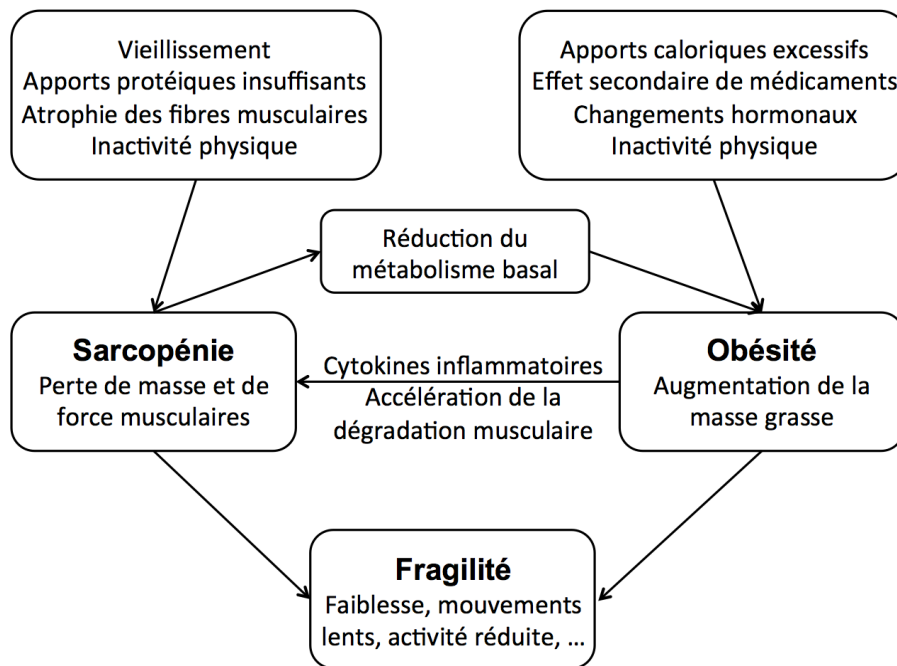 Vieillissement
Apports protéiques insuffisants
Atrophie des fibres musculaires
Inactivité physique
Apports caloriques excessifs
Effet secondaire de médicaments
Changements hormonaux
Inactivité physique
Réduction du
métabolisme basal
Sarcopénie
Perte de masse et de
force musculaires
Cytokines inflammatoires
Accélération de la
dégradation musculaire
Obésité
Augmentation de la
masse grasse
Fragilité
Faiblesse, mouvements
lents, activité réduite, ...